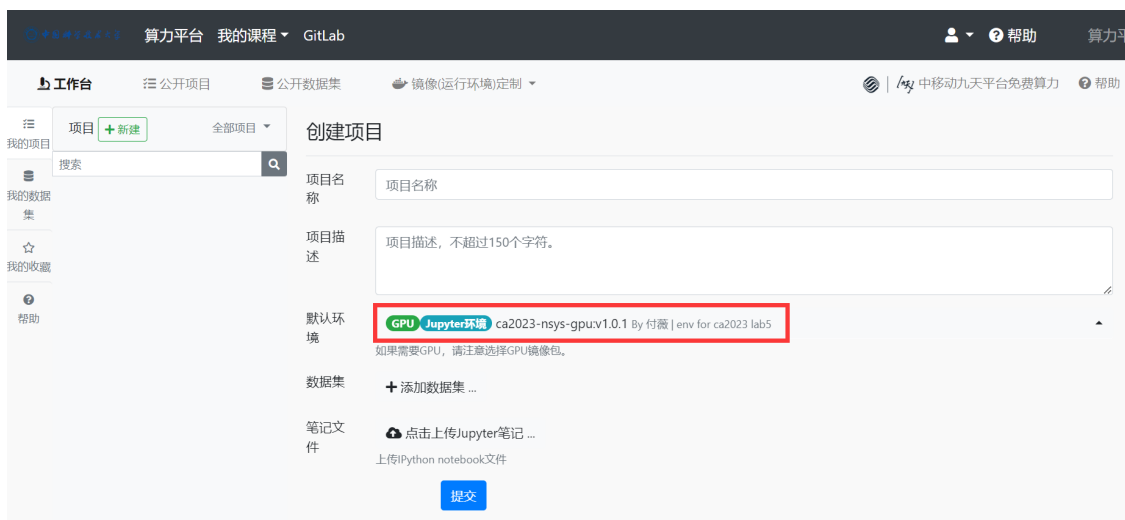 算力平台 我的课程 GitLab 帮助 算力平
工作台 公开项目 公开数据集 镜像(运行环境)定制 中移动九天平台免费算力 帮助
我的项目
项目 新建 全部项目
搜索
我的数据
集
我的收藏
帮助
创建项目
项目名
称
项目名称
项目描
述
项目描述，不超过150个字符。
默认环
境
GPU Jupyter环境 ca2023-nsys-gpu:v1.0.1 By 付薇 | env for ca2023 lab5
如果需要GPU，请注意选择GPU镜像包。
数据集
添加数据集 ...
笔记文
件
点击上传Jupyter笔记 ...
上传IPython notebook文件
提交